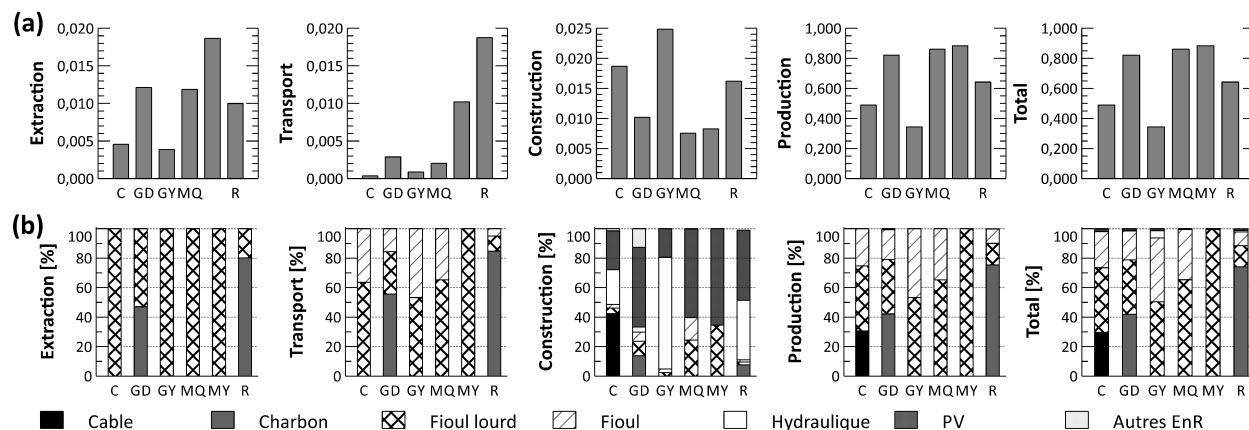 (a)
Extraction
0,020
0,015
0,010
0,005
0,000
C GD GY MQ R
Transport
0,020
0,015
0,010
0,005
0,000
C GD GY MQ R
Construction
0,025
0,020
0,015
0,010
0,005
0,000
C GD GY MQ R
Production
1,000
0,800
0,600
0,400
0,200
0,000
C GD GY MQ MY R
Total
1,000
0,800
0,600
0,400
0,200
0,000
C GD GY MQ MY R
(b)
Extraction [%]
100
80
60
40
20
0
C GD GY MQ MY R
Transport [%]
100
80
60
40
20
0
C GD GY MQ MY R
Construction [%]
100
80
60
40
20
0
C GD GY MQ MY R
Production [%]
100
80
60
40
20
0
C GD GY MQ MY R
Total [%]
100
80
60
40
20
0
C GD GY MQ MY R
Cable Charbon Fioul lourd Fioul Hydraulique PV Autres EnR